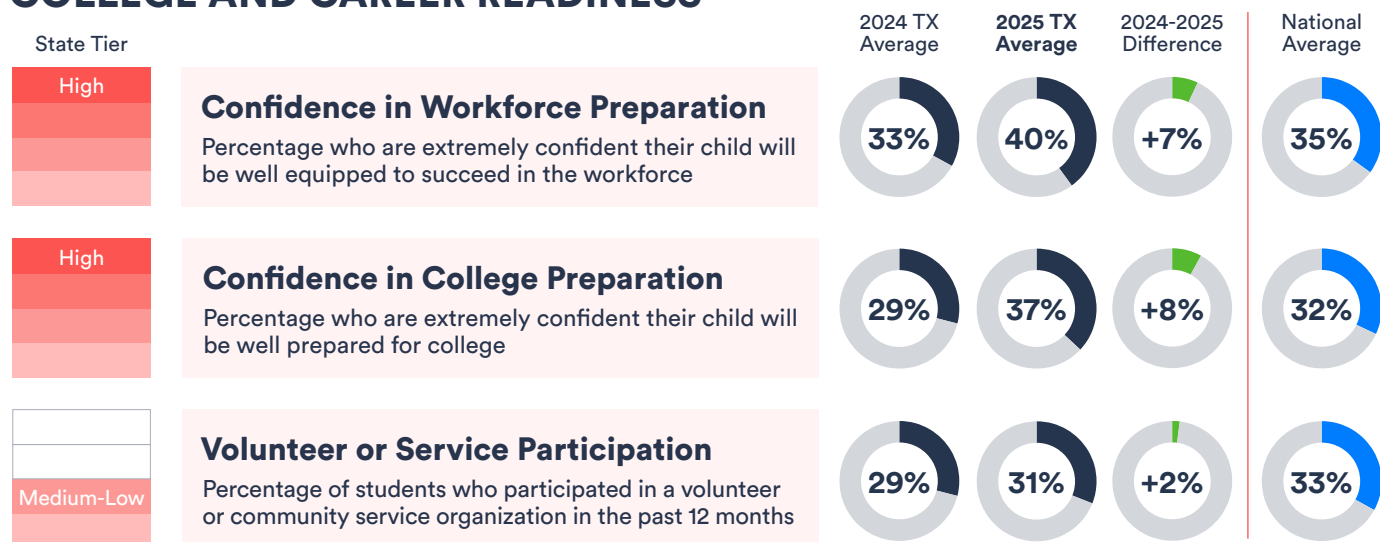 COLLEGE AND CAREER READINESS
State Tier
2024 TX
Average
2025 TX
Average
2024-2025
Difference
National
Average
High
Confidence in Workforce Preparation
Percentage who are extremely confident their child will
be well equipped to succeed in the workforce
33%
40%
+7%
35%
High
Confidence in College Preparation
Percentage who are extremely confident their child will
be well prepared for college
29%
37%
+8%
32%
Medium-Low
Volunteer or Service Participation
Percentage of students who participated in a volunteer
or community service organization in the past 12 months
29%
31%
+2%
33%